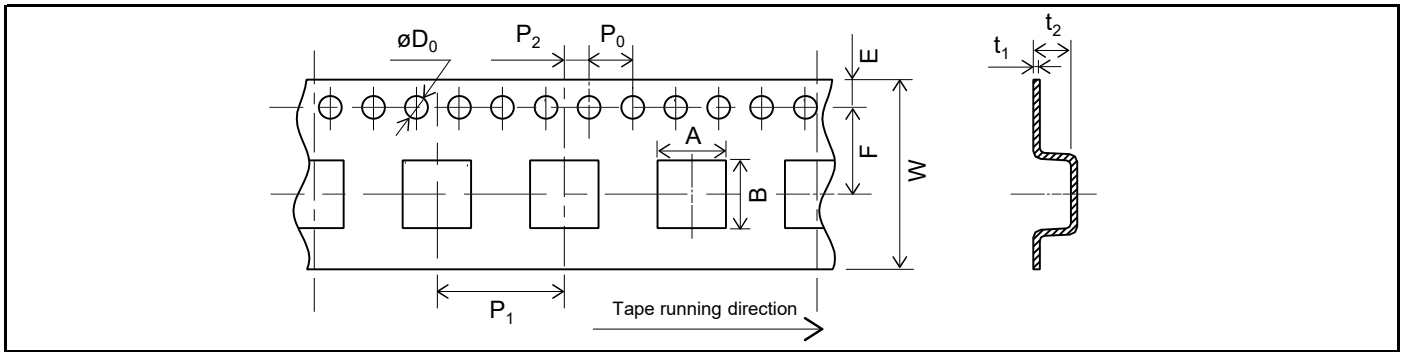 øD₀
P₂
P₀
E
t₁
t₂
A
B
F
W
P₁
Tape running direction